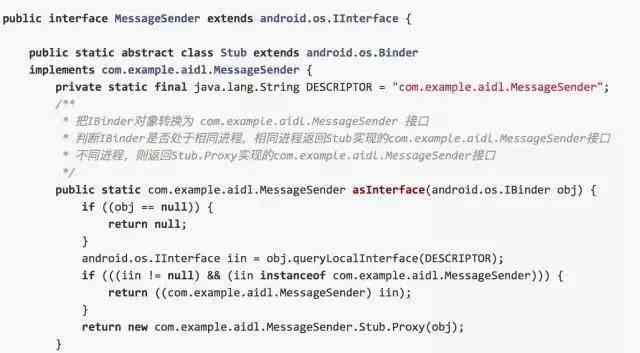 public interface MessageSender extends android.os.IInterface {
public static abstract class Stub extends android.os.Binder
implements com.example.aidl.MessageSender {
private static final java.lang.String DESCRIPTOR = "com.example.aidl.MessageSender";
/**
* 把IBinder对象转换为 com.example.aidl.MessageSender 接口
* 判断IBinder是否处于相同进程，相同进程返回Stub实现的com.example.aidl.MessageSender接口
* 不同进程，则返回Stub.Proxy实现的com.example.aidl.MessageSender接口
*/
public static com.example.aidl.MessageSender asInterface(android.os.IBinder obj) {
if ((obj == null)) {
return null;
}
android.os.IInterface iin = obj.queryLocalInterface(DESCRIPTOR);
if (((iin != null) && (iin instanceof com.example.aidl.MessageSender))) {
return ((com.example.aidl.MessageSender) iin);
}
return new com.example.aidl.MessageSender.Stub.Proxy(obj);
}